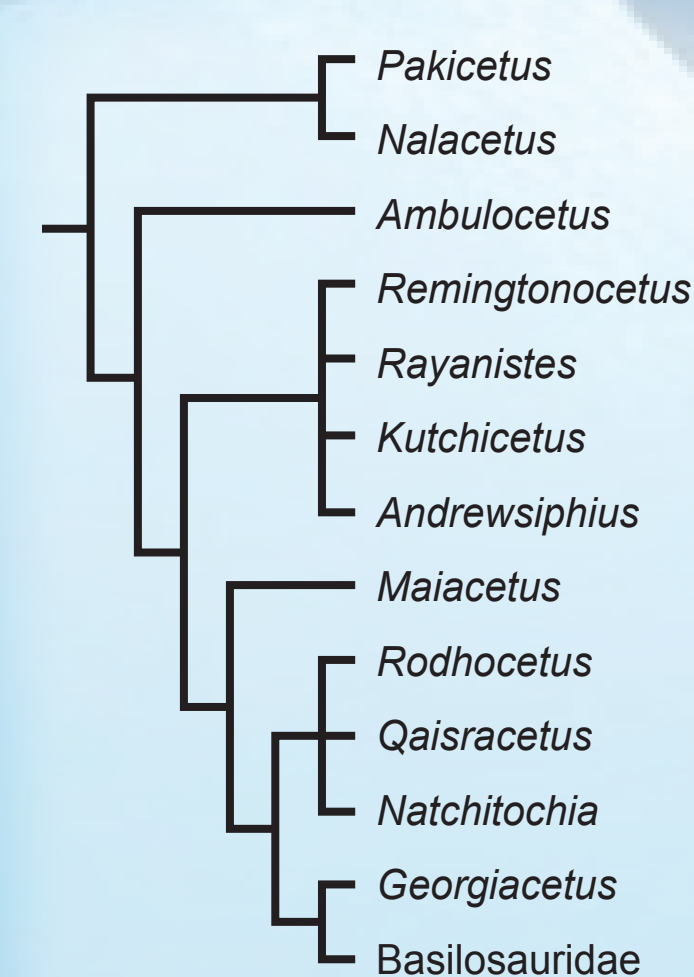 Pakicetus
Nalacetus
Ambulocetus
Remingtonocetus
Rayanistes
Kutchicetus
Andrewsiphius
Maiacetus
Rodhocetus
Qaisracetus
Natchitochia
Georgiacetus
Basilosauridae